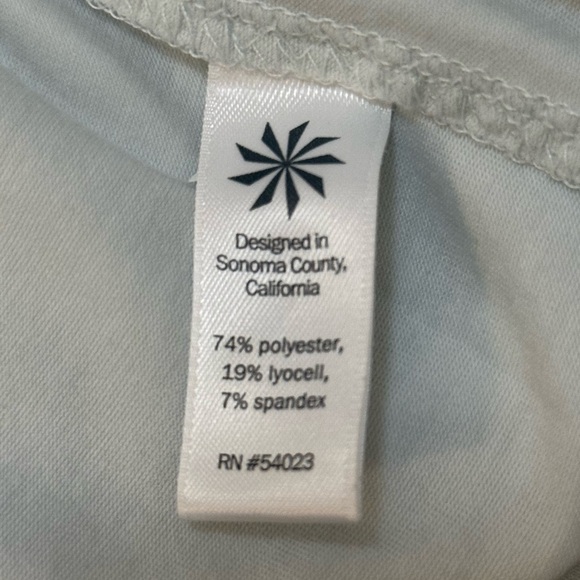 Designed in
Sonoma County,
California
74% polyester,
19% lyocell,
7% spandex
RN #54023